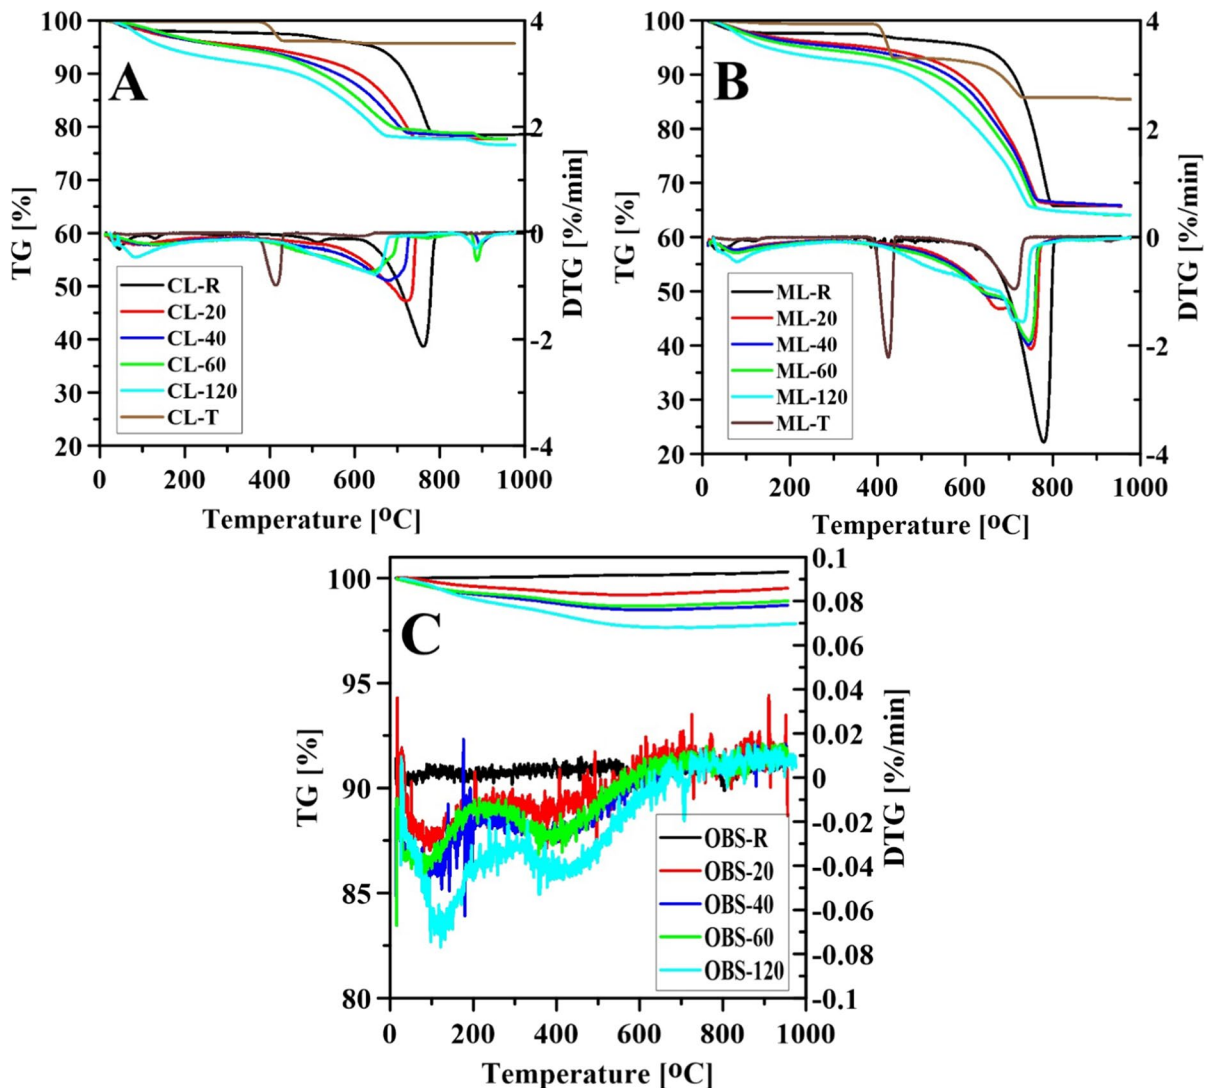 A
TG [%]
100
90
80
70
60
50
40
30
20
4
2
0
-2
-4
DTG [%/min]
CL-R
CL-20
CL-40
CL-60
CL-120
CL-T
0 200 400 600 800 1000
Temperature [ºC]
B
TG [%]
100
90
80
70
60
50
40
30
20
4
2
0
-2
-4
DTG [%/min]
ML-R
ML-20
ML-40
ML-60
ML-120
ML-T
0 200 400 600 800 1000
Temperature [ºC]
C
TG [%]
100
95
90
85
80
0.1
0.08
0.06
0.04
0.02
0
-0.02
-0.04
-0.06
-0.08
-0.1
DTG [%/min]
OBS-R
OBS-20
OBS-40
OBS-60
OBS-120
0 200 400 600 800 1000
Temperature [ºC]